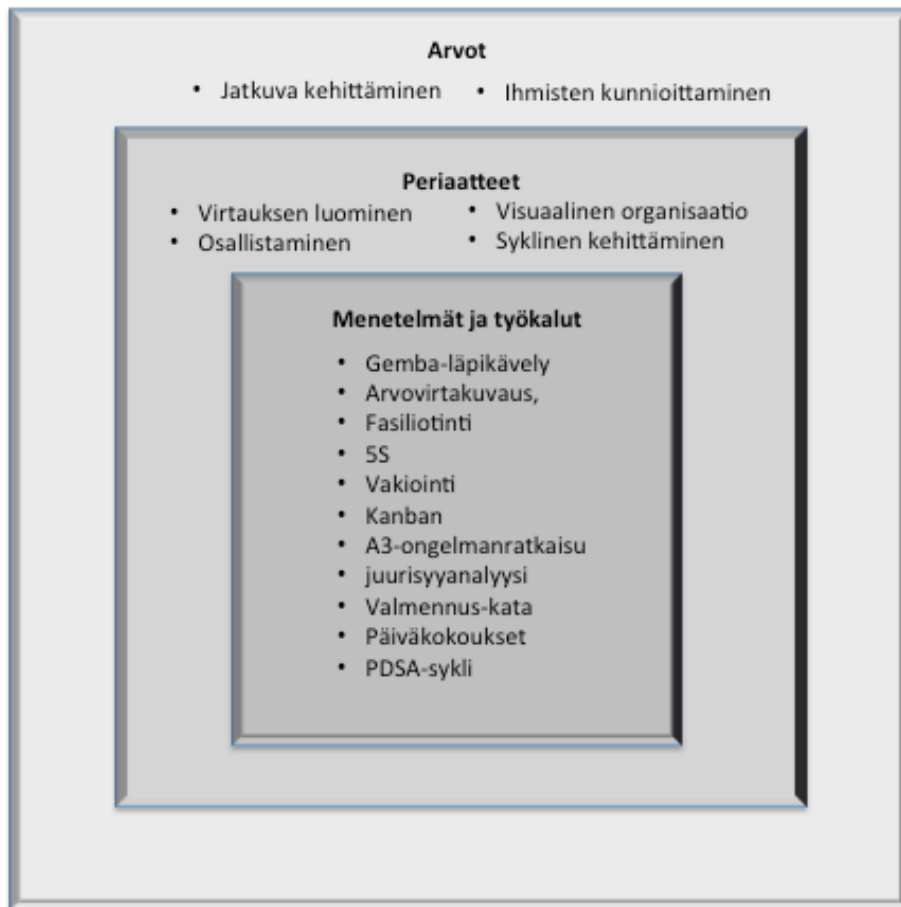 Arvot
• Jatkuva kehittäminen • Ihmisten kunnioittaminen
Periaatteet
• Virtauksen luominen • Visuaalinen organisaatio
• Osallistaminen • Syklinen kehittäminen
Menetelmät ja työkalut
• Gemba-läpikävely
• Arvovirtakuvaus,
• Fasiliotinti
• 5S
• Vakiointi
• Kanban
• A3-ongelmanratkaisu
• juurisyyanalyysi
• Valmennus-kata
• Päiväkokoukset
• PDSA-sykli